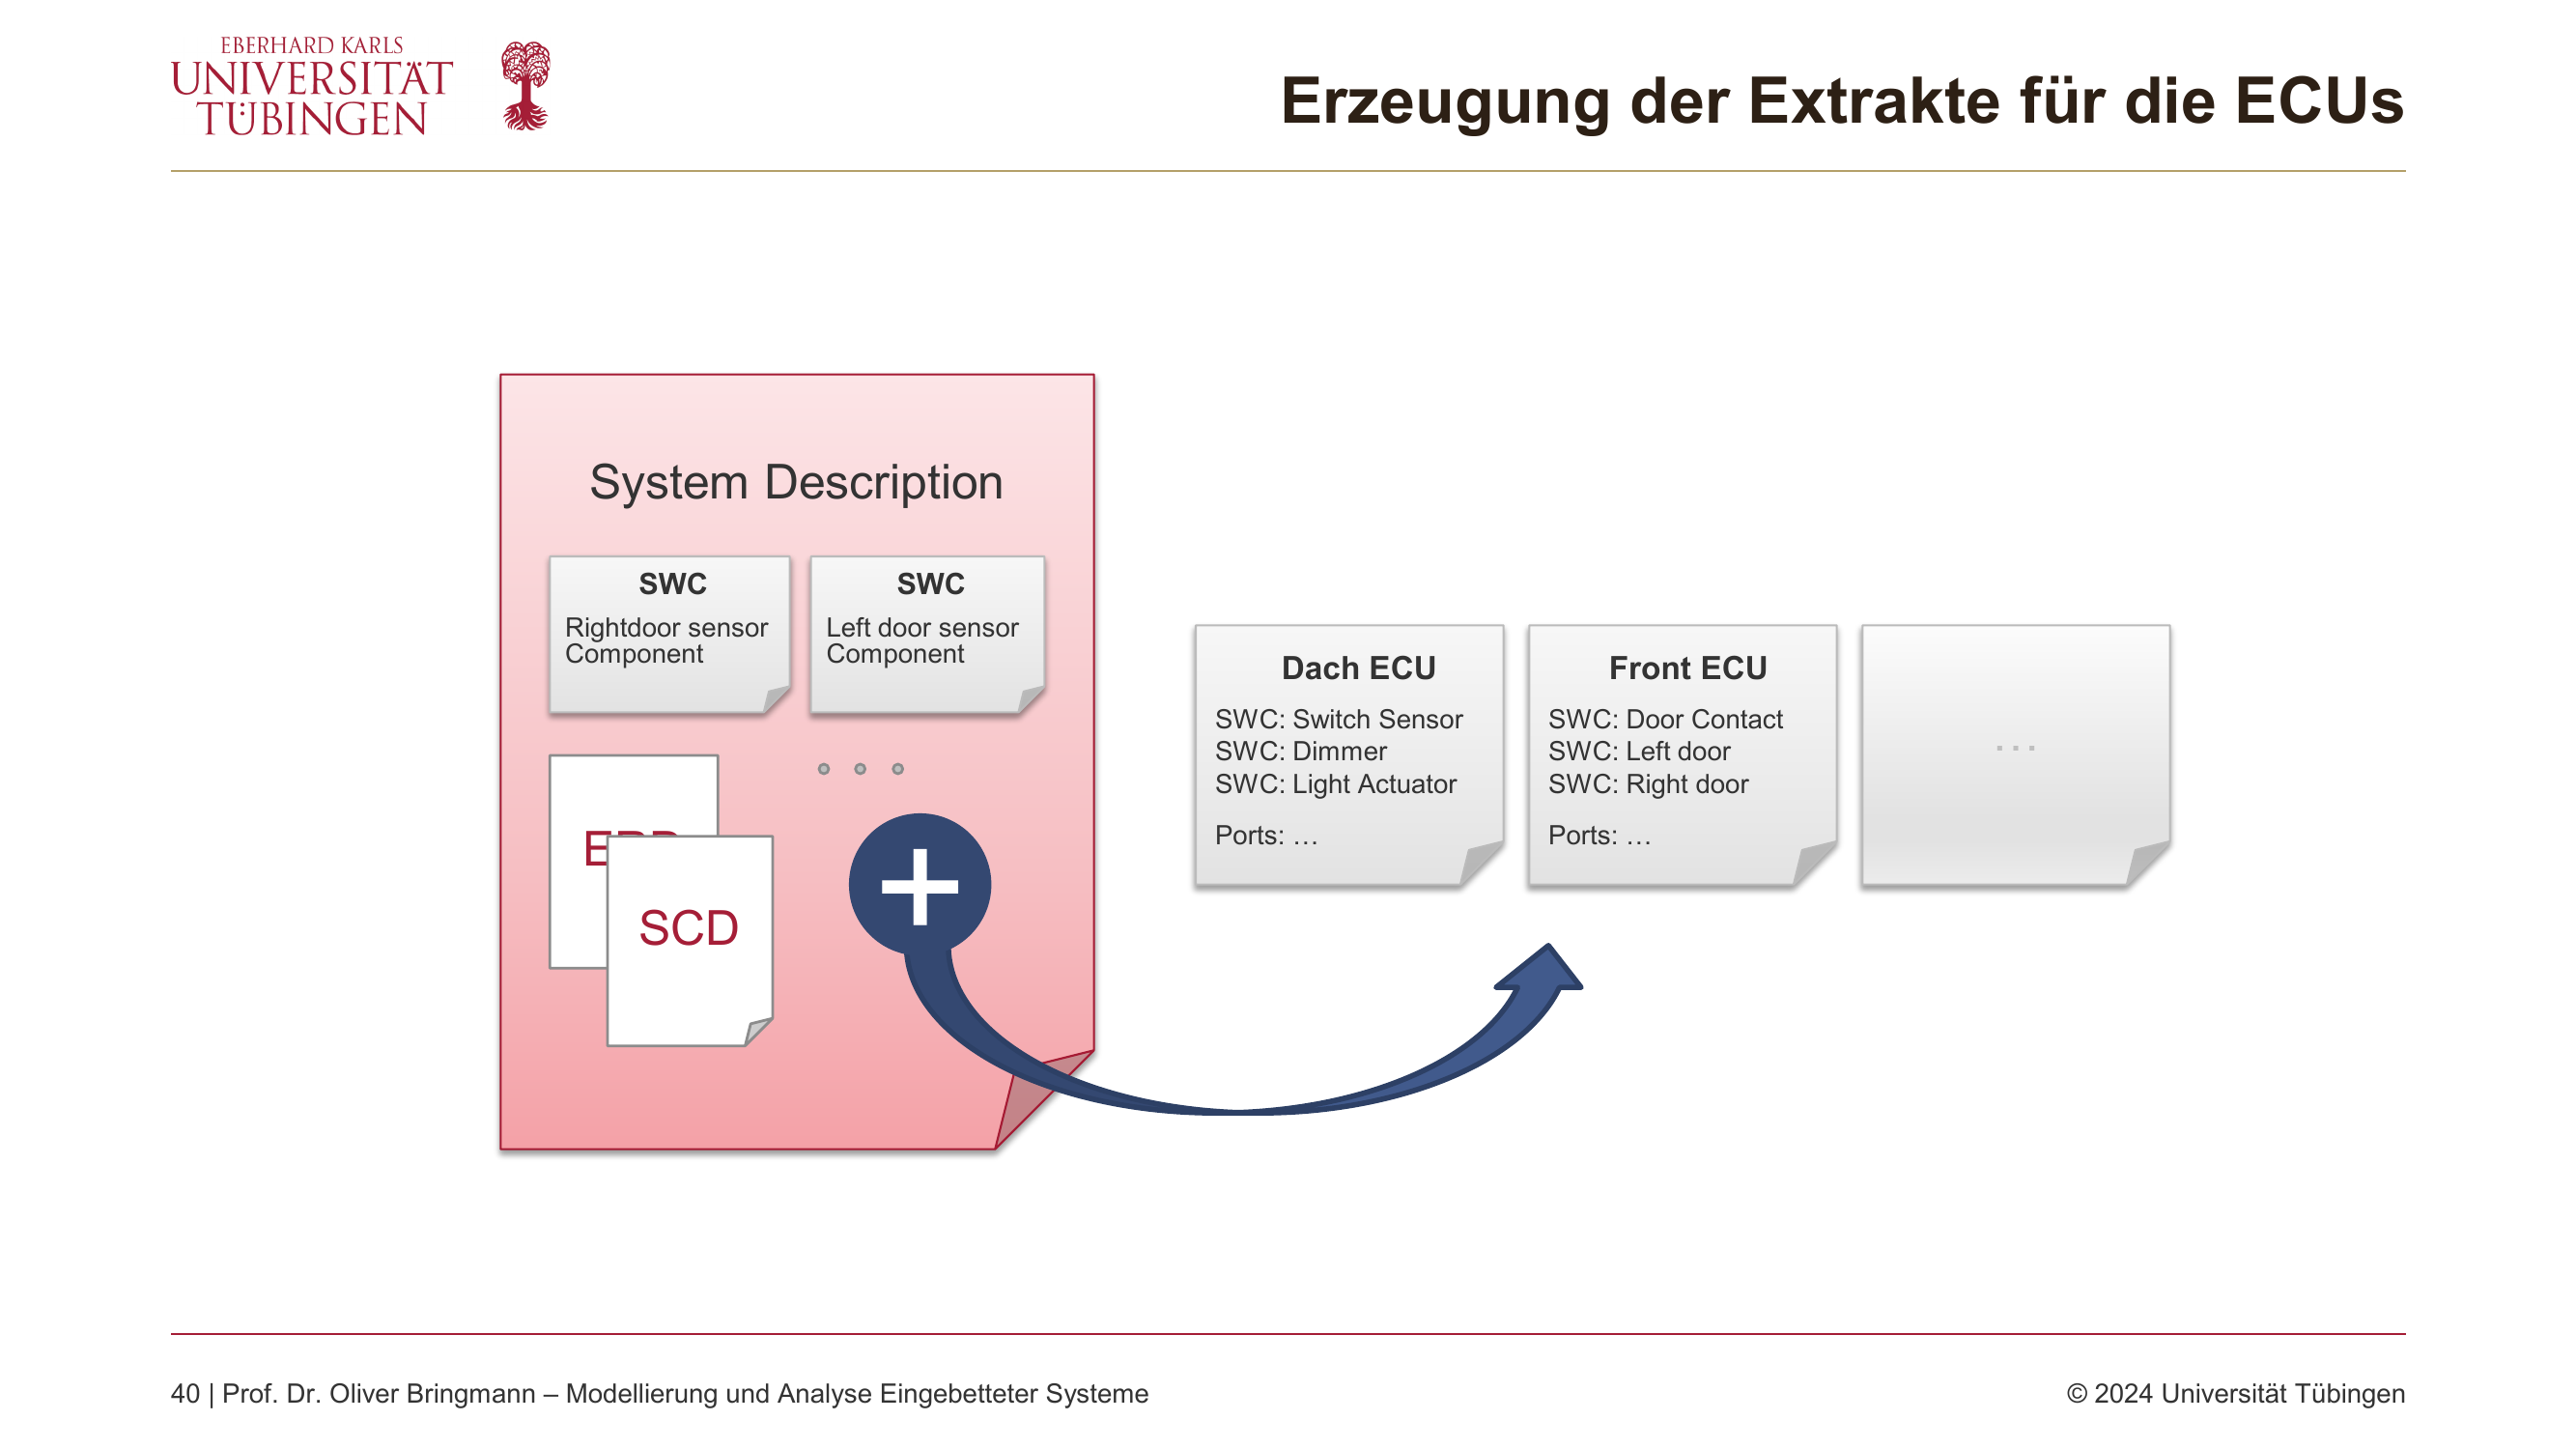 EBERHARD KARLS
UNIVERSITÄT
TÜBINGEN
Erzeugung der Extrakte für die ECUs
System Description
SWC
Rightdoor sensor
Component
SWC
Left door sensor
Component
SCD
Dach ECU
SWC: Switch Sensor
SWC: Dimmer
SWC: Light Actuator
Ports: …
Front ECU
SWC: Door Contact
SWC: Left door
SWC: Right door
Ports: …
…
40 | Prof. Dr. Oliver Bringmann – Modellierung und Analyse Eingebetteter Systeme
© 2024 Universität Tübingen